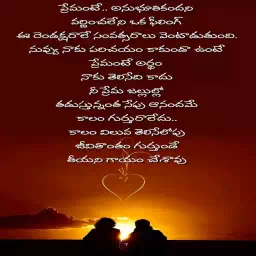 ప్రేమంటే.. అనుభూతికందని
వర్ణించలేని ఒక ఫీలింగ్
ఈ రెండక్షరాలే సంవత్సరాలు వెంటాడుతుంది.
నువ్వు నాకు పరిచయం కాకుండా ఉంటే
ప్రేమంటే అర్థం
నాకు తెలిసేది కాదు
నీ ప్రేమ జల్లుల్లో
తడుస్తున్నంత సేపు ఆనందమే
కాలం గుర్తురాలేదు..
కాలం విలువ తెలిసేలోపు
జీవితాంతం గుర్తుండే
తీయని గాయం చేశావు